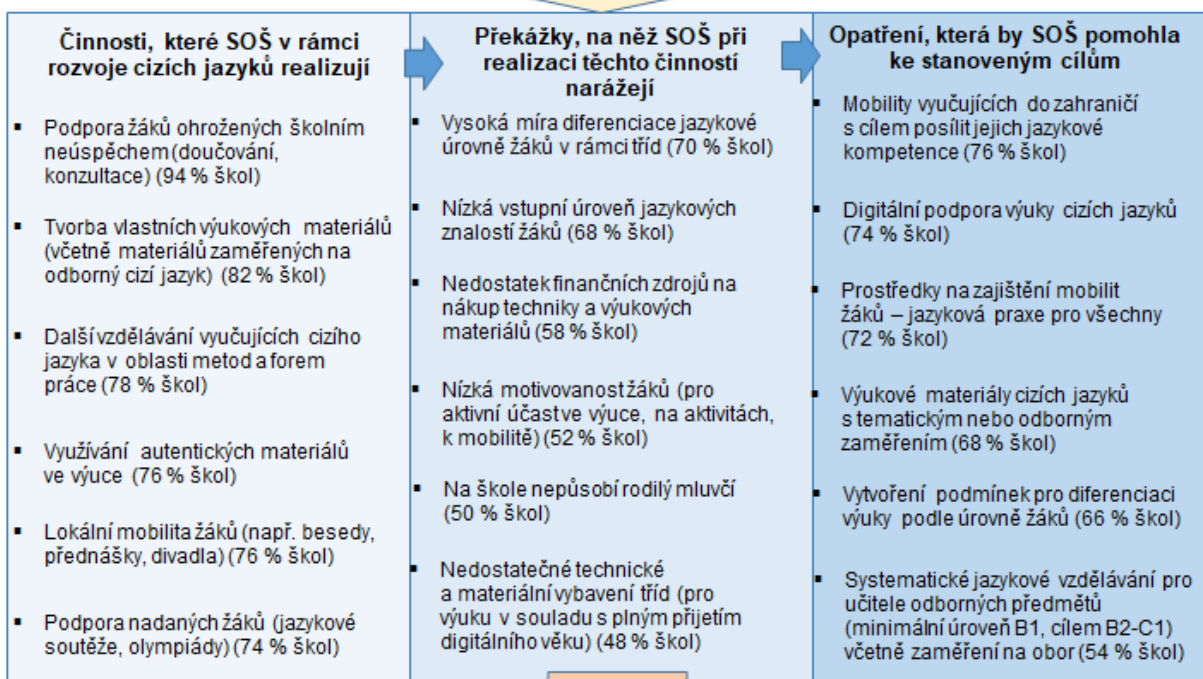 Činnosti, které SOŠ v rámci
rozvoje cizích jazyků realizují
▪ Podpora žáků ohrožených školním
neúspěchem (doučování,
konzultace) (94 % škol)
▪ Tvorba vlastních výukových materiálů
(včetně materiálů zaměřených na
odborný cizí jazyk) (82 % škol)
▪ Další vzdělávání vyučujících cizího
jazyka v oblasti metod a forem
práce (78 % škol)
▪ Využívání autentických materiálů
ve výuce (76 % škol)
▪ Lokální mobilita žáků (např. besedy,
přednášky, divadla) (76 % škol)
▪ Podpora nadaných žáků (jazykové
soutěže, olympiády) (74 % škol)
Překážky, na něž SOŠ při
realizaci těchto činností
narážejí
▪ Vysoká míra diferenciace jazykové
úrovně žáků v rámci tříd (70 % škol)
▪ Nízká vstupní úroveň jazykových
znalostí žáků (68 % škol)
▪ Nedostatek finančních zdrojů na
nákup techniky a výukových
materiálů (58 % škol)
▪ Nízká motivovanost žáků (pro
aktivní účast ve výuce, na aktivitách,
k mobilitě) (52 % škol)
▪ Na škole nepůsobí rodilý mluvčí
(50 % škol)
▪ Nedostatečné technické
a materiální vybavení tříd (pro
výuku v souladu s plným přijetím
digitálního věku) (48 % škol)
Opatření, která by SOŠ pomohla
ke stanoveným cílům
▪ Mobility vyučujících do zahraničí
s cílem posílit jejich jazykové
kompetence (76 % škol)
▪ Digitální podpora výuky cizích jazyků
(74 % škol)
▪ Prostředky na zajištění mobilit
žáků – jazyková praxe pro všechny
(72 % škol)
▪ Výukové materiály cizích jazyků
s tematickým nebo odborným
zaměřením (68 % škol)
▪ Vytvoření podmínek pro diferenciaci
výuky podle úrovně žáků (66 % škol)
▪ Systematické jazykové vzdělávání pro
učitele odborných předmětů
(minimální úroveň B1, cílem B2-C1)
včetně zaměření na obor (54 % škol)